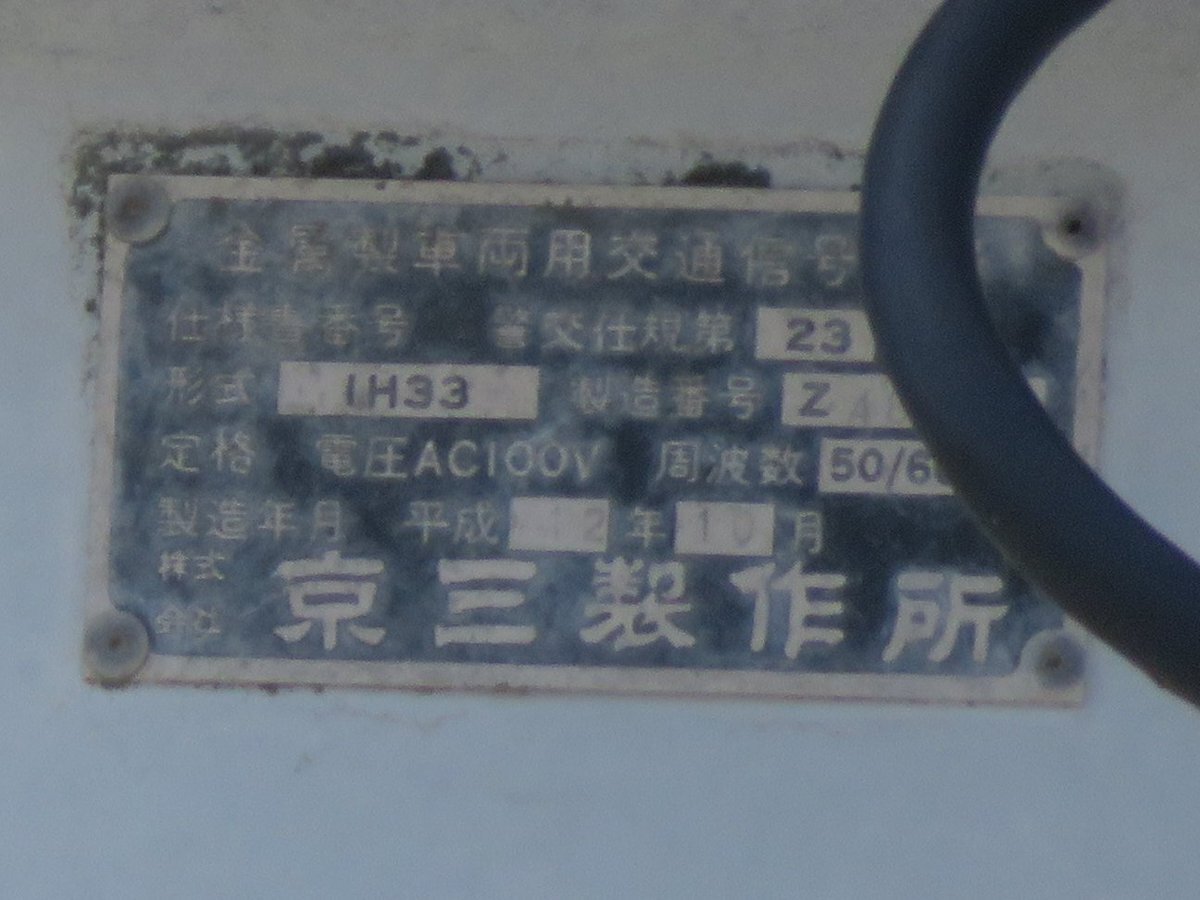 金属製車両用交通信号
仕様書番号 警交仕規第 23
形式 1H33 製造番号 Z
定格 電圧AC100V 周波数 50/6
製造年月 平成 12 年 10 月
株式会社 京三製作所